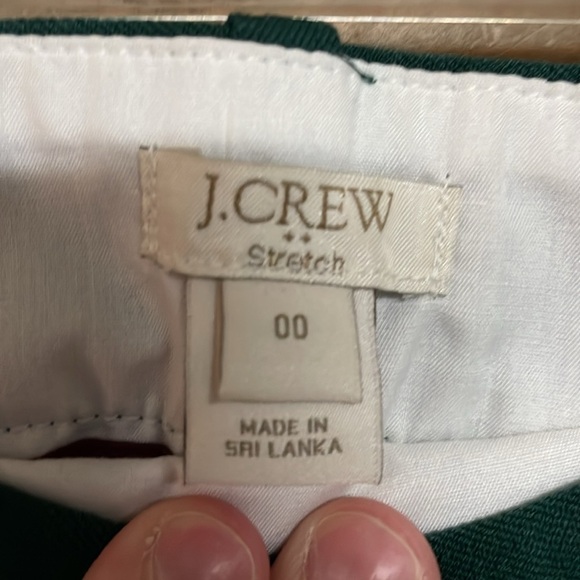 J.CREW
++
Stretch
00
MADE IN
SRI LANKA